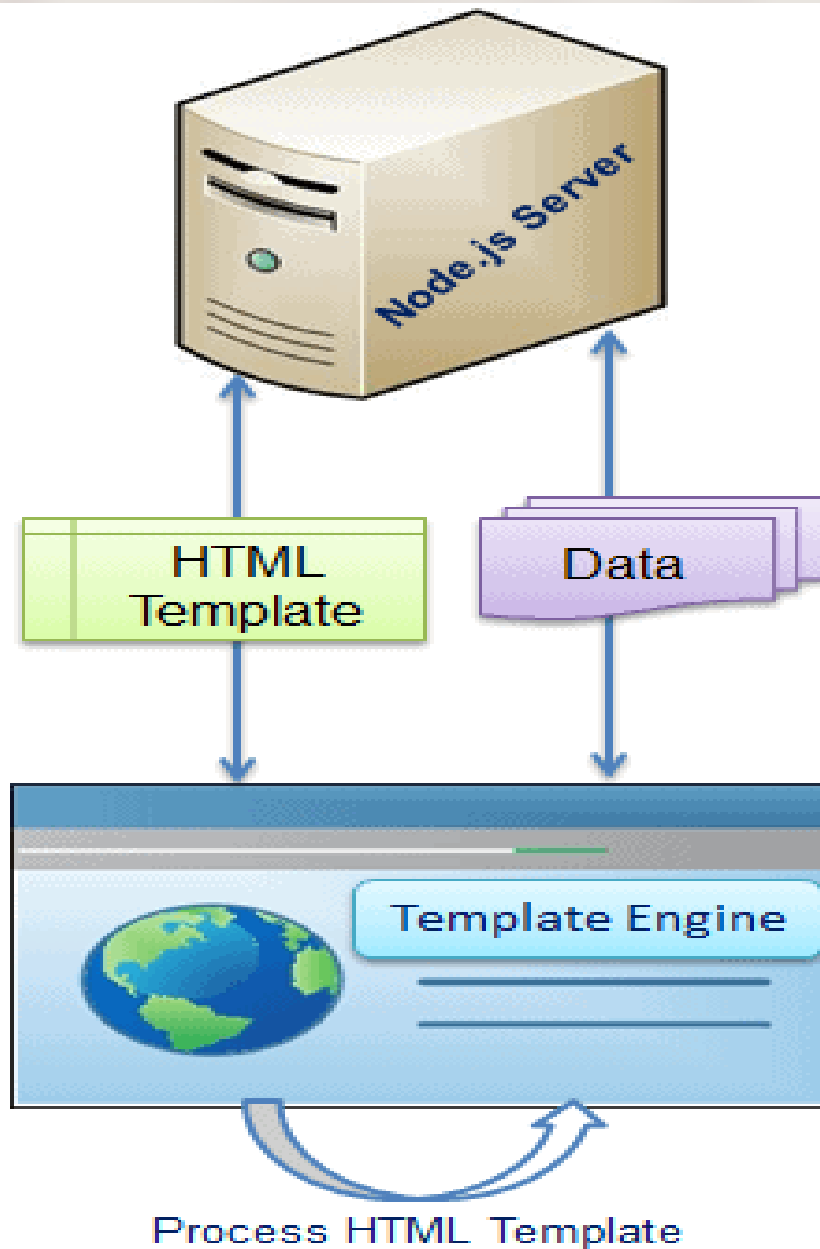 Node.js Server
HTML
Template
Data
Template Engine
Process HTML Template